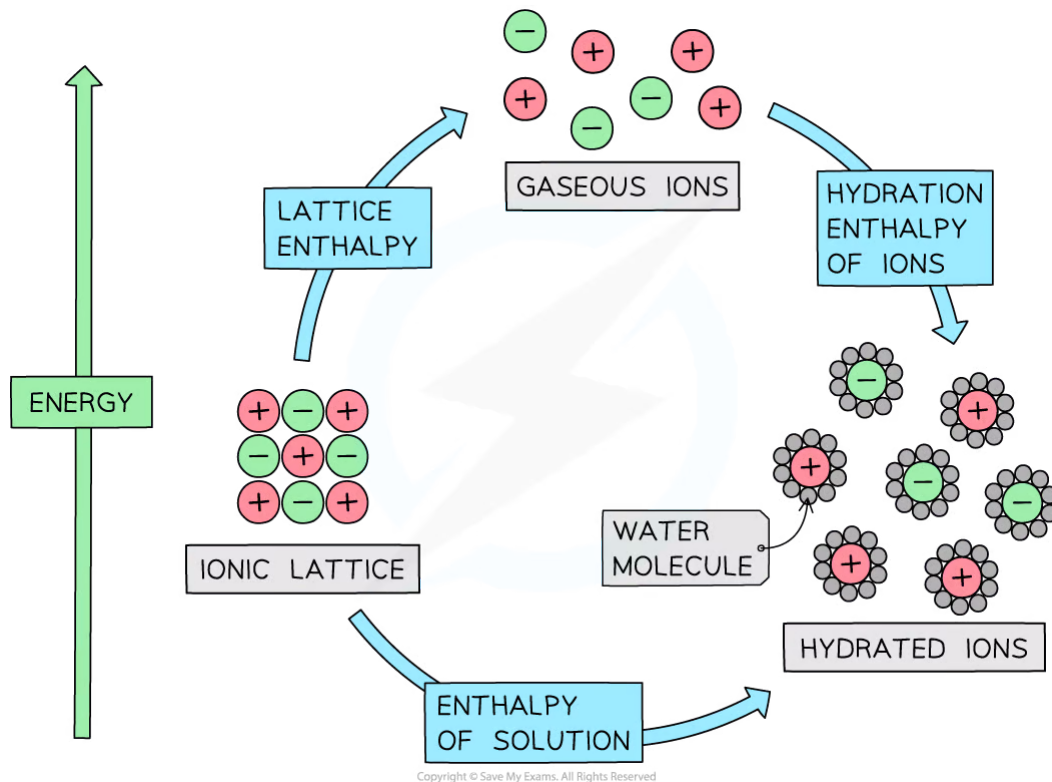 GASEOUS IONS
LATTICE
ENTHALPY
HYDRATION
ENTHALPY
OF IONS
ENERGY
WATER
MOLECULE
IONIC LATTICE
HYDRATED IONS
ENTHALPY
OF SOLUTION
Copyright © Save My Exams. All Rights Reserved